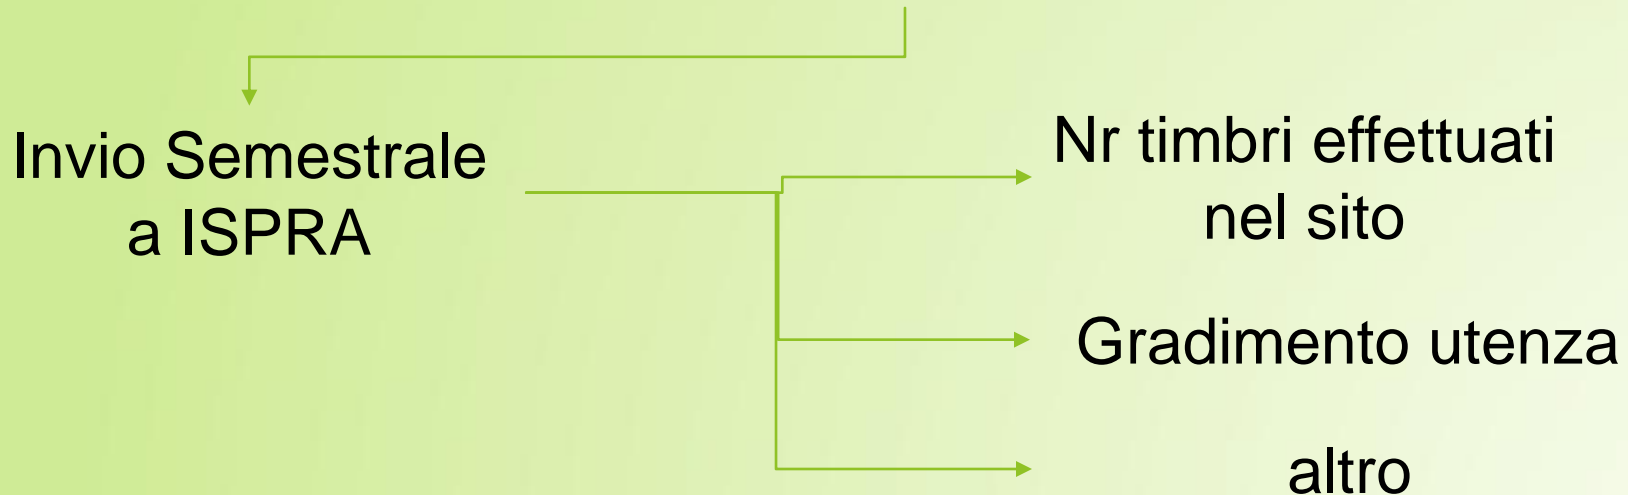 Invio Semestrale
a ISPRA
Nr timbri effettuati
nel sito
Gradimento utenza
altro